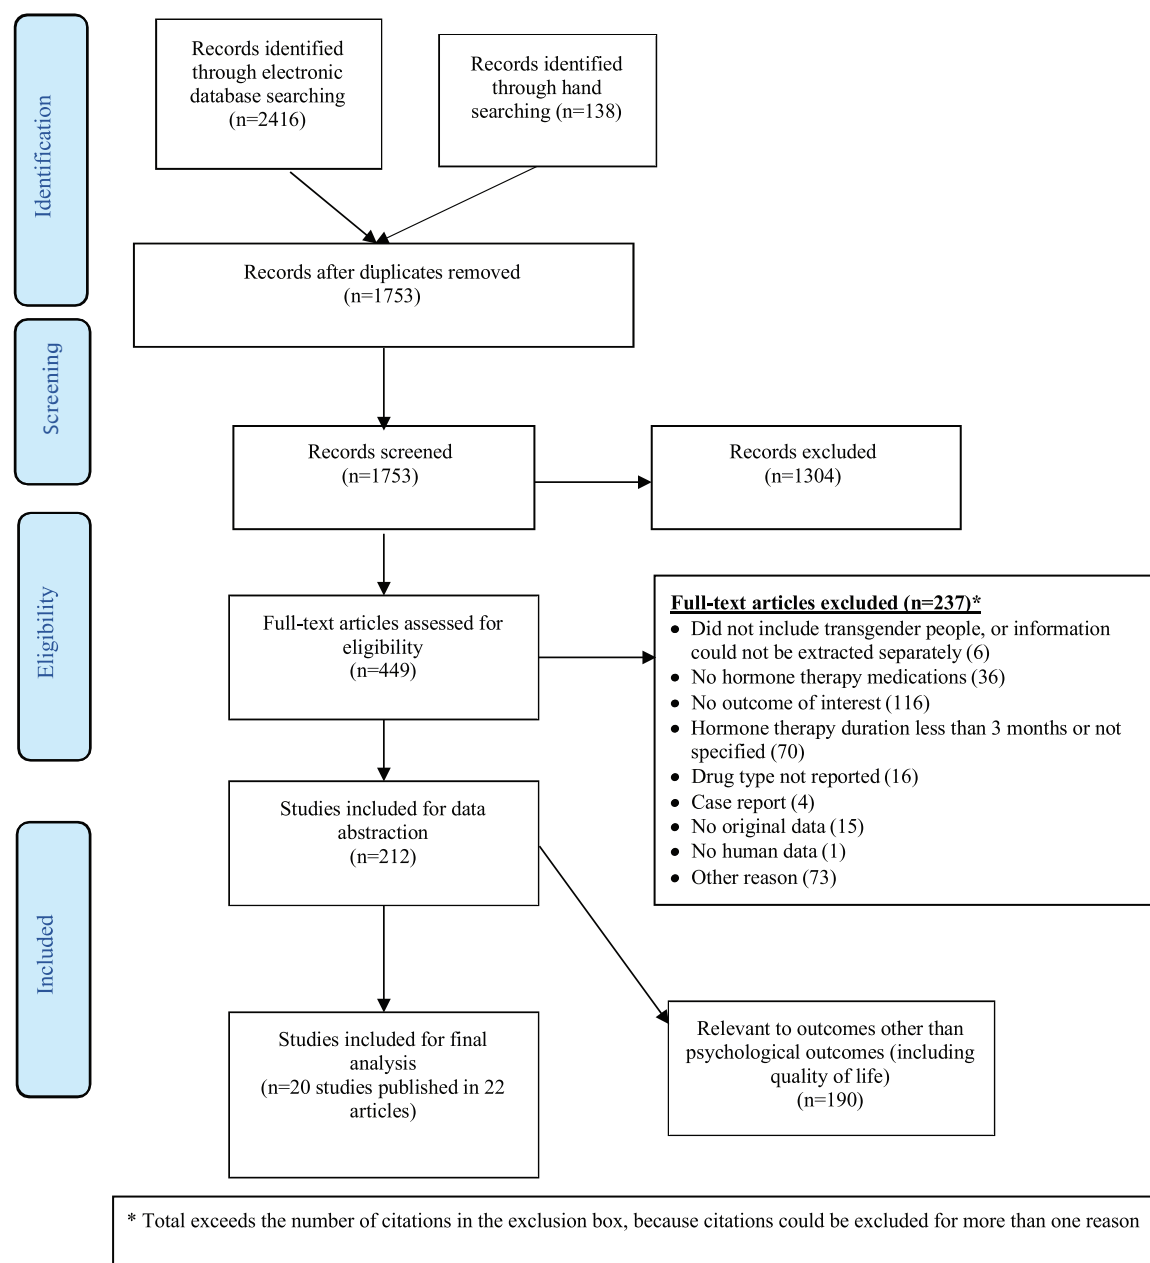 Identification
Records identified
through electronic
database searching
(n=2416)
Records identified
through hand
searching (n=138)
Records after duplicates removed
(n=1753)
Screening
Records screened
(n=1753)
Records excluded
(n=1304)
Eligibility
Full-text articles assessed for
eligibility
(n=449)
Full-text articles excluded (n=237)*
• Did not include transgender people, or information
could not be extracted separately (6)
• No hormone therapy medications (36)
• No outcome of interest (116)
• Hormone therapy duration less than 3 months or not
specified (70)
• Drug type not reported (16)
• Case report (4)
• No original data (15)
• No human data (1)
• Other reason (73)
Studies included for data
abstraction
(n=212)
Included
Studies included for final
analysis
(n=20 studies published in 22
articles)
Relevant to outcomes other than
psychological outcomes (including
quality of life)
(n=190)
* Total exceeds the number of citations in the exclusion box, because citations could be excluded for more than one reason